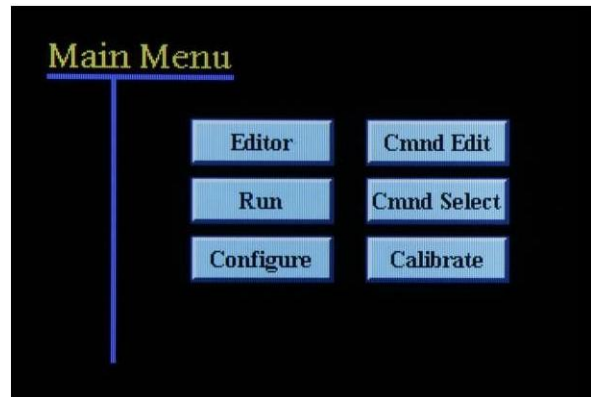 Main Menu
Editor
Cmnd Edit
Run
Cmnd Select
Configure
Calibrate